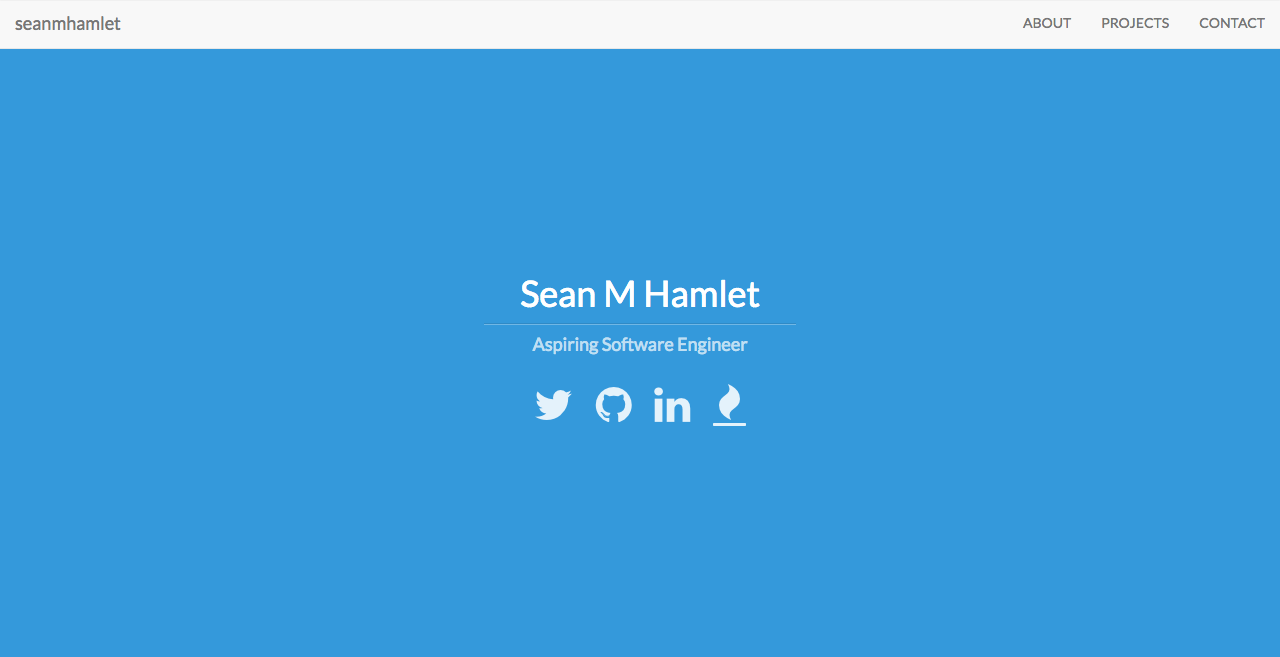 seanmhamlet
ABOUT PROJECTS CONTACT
Sean M Hamlet
Aspiring Software Engineer